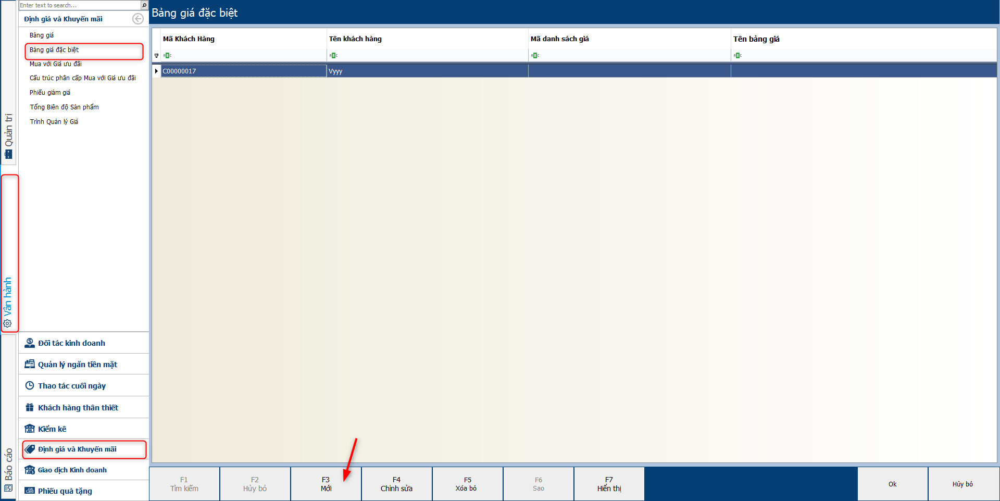 Enter text to search...
Định giá và Khuyến mãi
Bảng giá
Bảng giá đặc biệt
Mua với Giá ưu đãi
Cấu trúc phân cấp Mua với Giá ưu đãi
Phiếu giảm giá
Tổng Biên độ Sản phẩm
Trình Quản lý Giá
Quản trị
Vận hành
Báo cáo
Đối tác kinh doanh
Quản lý ngăn tiền mặt
Thao tác cuối ngày
Khách hàng thân thiết
Kiểm kê
Định giá và Khuyến mãi
Giao dịch Kinh doanh
Phiếu quà tặng
Bảng giá đặc biệt
Mã Khách Hàng Tên khách hàng Mã danh sách giá Tên bảng giá
ABC ABC ABC ABC
C00000017 Vyyy
F1 Tìm kiếm
F2 Hủy bỏ
F3 Mới
F4 Chỉnh sửa
F5 Xóa bỏ
F6 Sao
F7 Hiển thị
Ok
Hủy bỏ